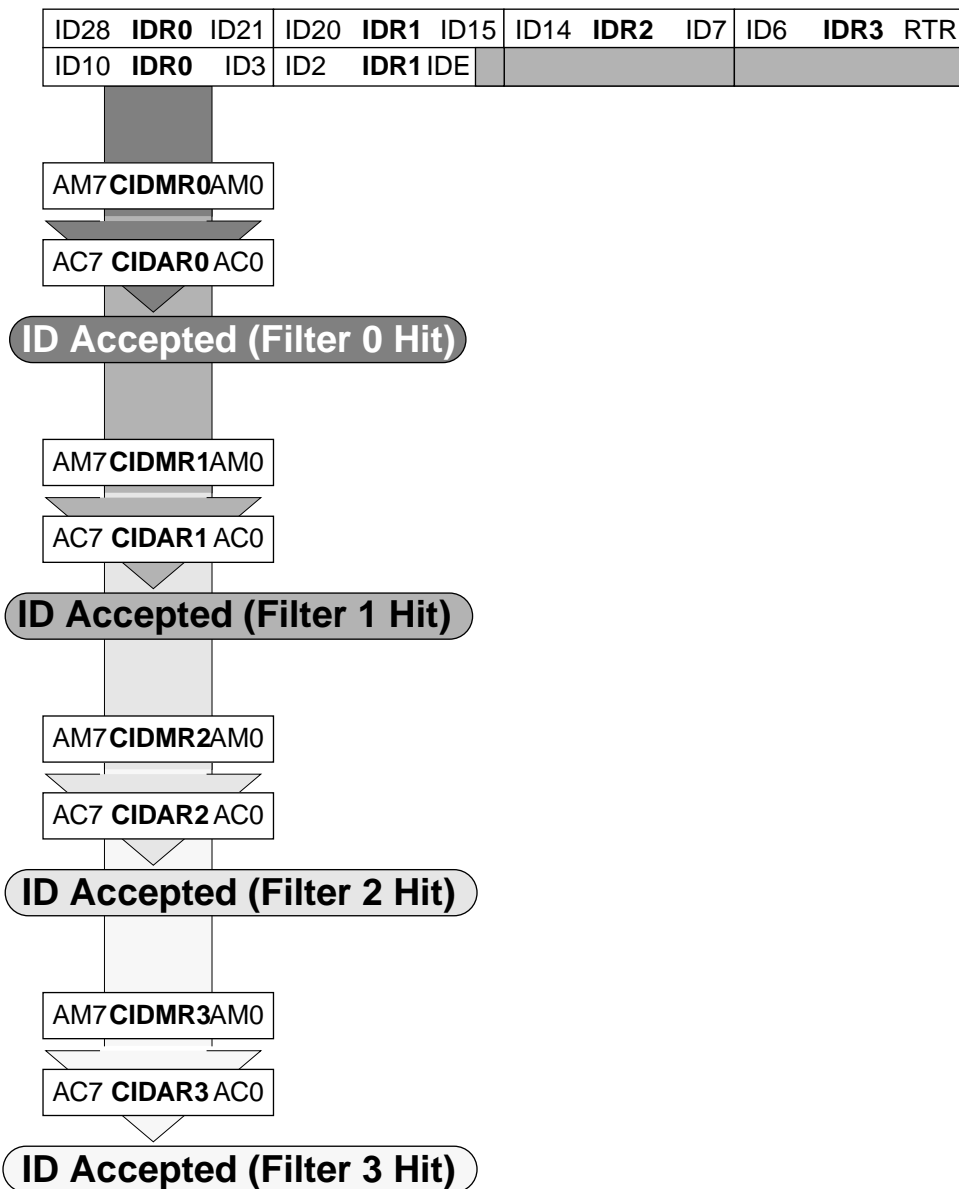 ID28 IDR0 ID21 ID20 IDR1 ID15 ID14 IDR2 ID7 ID6 IDR3 RTR
ID10 IDR0 ID3 ID2 IDR1 IDE
AM7 CIDMR0 AM0
AC7 CIDAR0 AC0
ID Accepted (Filter 0 Hit)
AM7 CIDMR1 AM0
AC7 CIDAR1 AC0
ID Accepted (Filter 1 Hit)
AM7 CIDMR2 AM0
AC7 CIDAR2 AC0
ID Accepted (Filter 2 Hit)
AM7 CIDMR3 AM0
AC7 CIDAR3 AC0
ID Accepted (Filter 3 Hit)